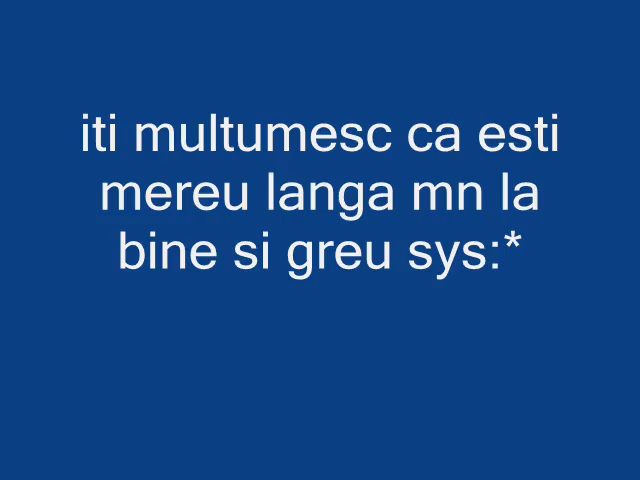 iti multumesc ca esti
mereu langa mn la
bine si greu sys:*